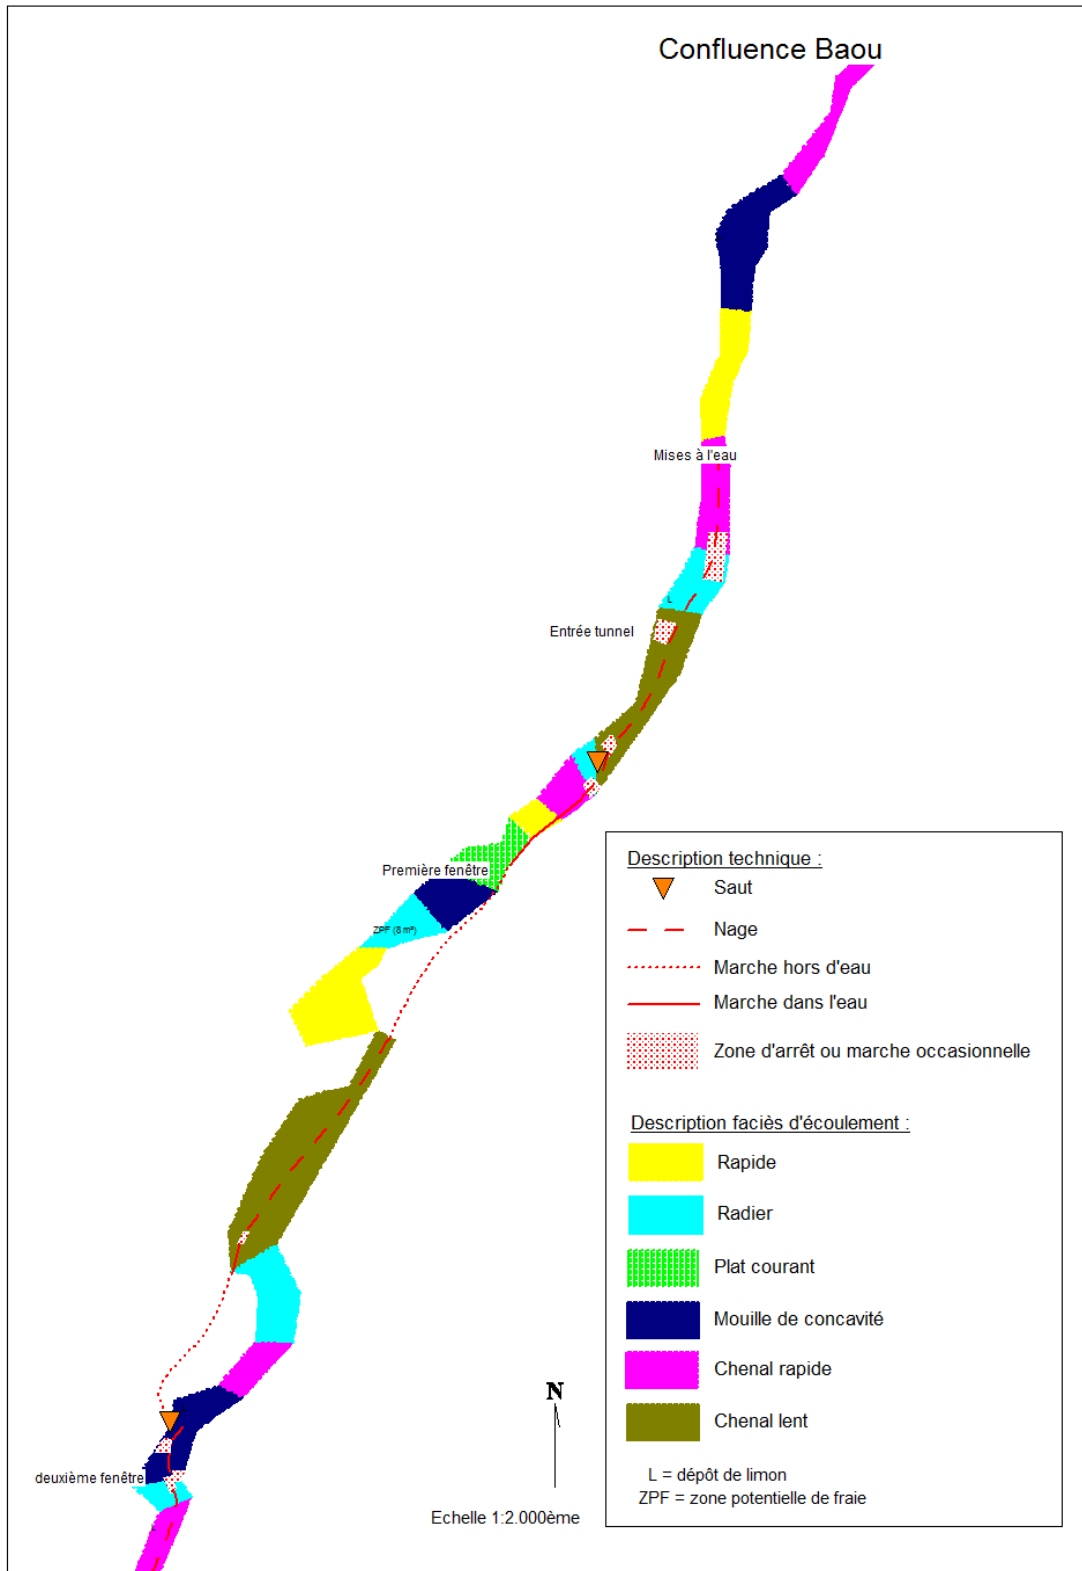 Confluence Baou
Mises à l'eau
L
Entrée tunnel
Première fenêtre
ZPF (8 m²)
deuxième fenêtre
N
Echelle 1:2.000ème
Description technique :
Saut
Nage
Marche hors d'eau
Marche dans l'eau
Zone d'arrêt ou marche occasionnelle
Description faciès d'écoulement :
Rapide
Radier
Plat courant
Mouille de concavité
Chenal rapide
Chenal lent
L = dépôt de limon
ZPF = zone potentielle de fraie